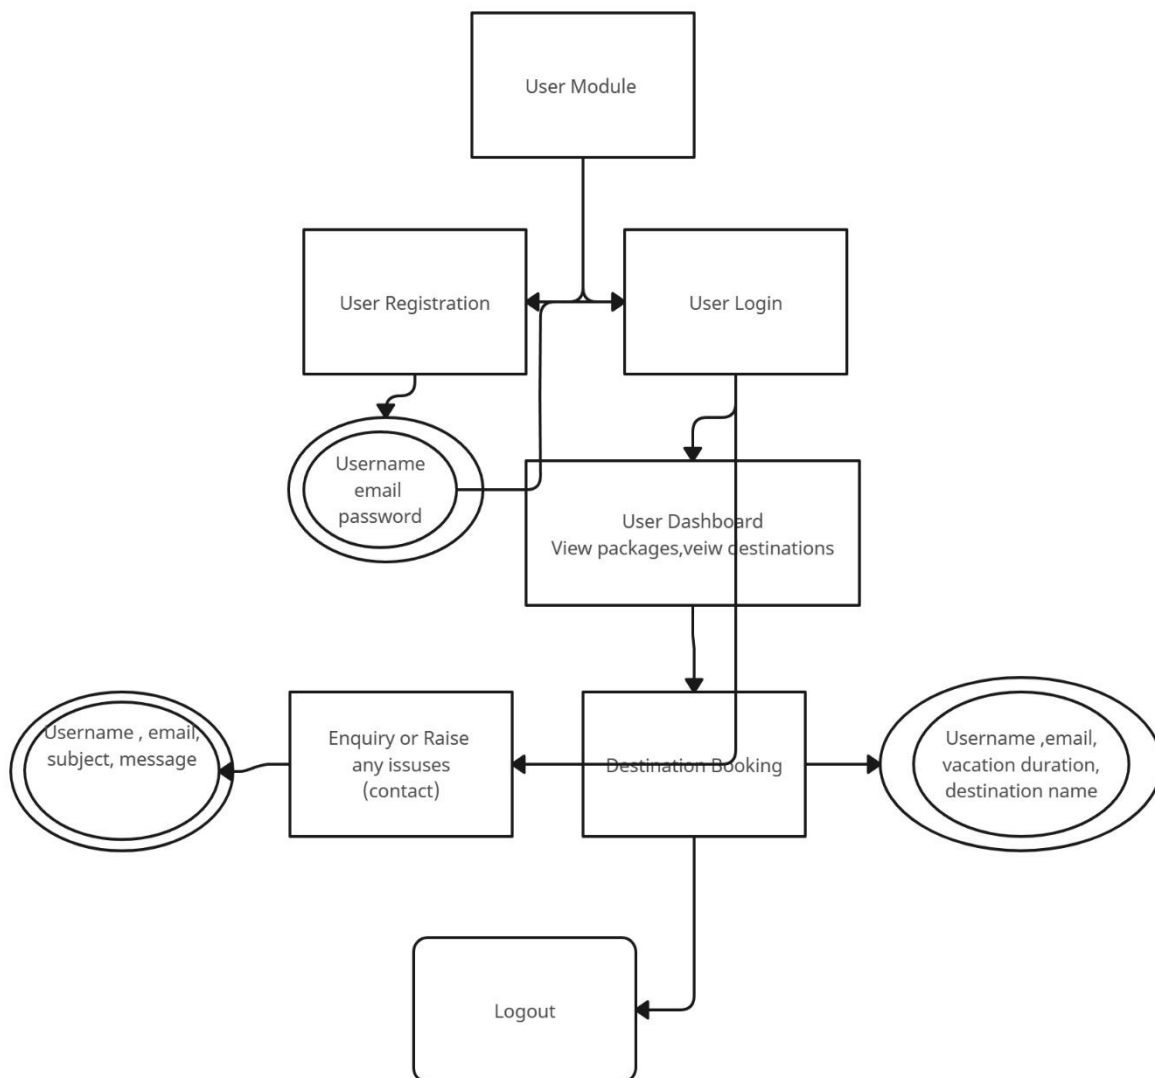 User Module
User Registration
User Login
Username
email
password
User Dashboard
View packages,veiw destinations
Username , email,
subject, message
Enquiry or Raise
any issuses
(contact)
Destination Booking
Username ,email,
vacation duration,
destination name
Logout